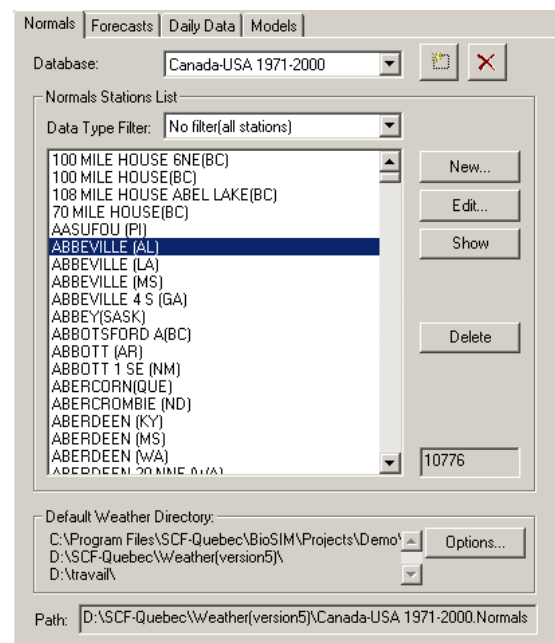 Normals Forecasts Daily Data Models
Database: Canada-USA 1971-2000
Normals Stations List
Data Type Filter: No filter(all stations)
100 MILE HOUSE 6NE(BC)
100 MILE HOUSE(BC)
108 MILE HOUSE ABEL LAKE(BC)
70 MILE HOUSE(BC)
AASUFOU (PI)
ABBEVILLE (AL)
ABBEVILLE (LA)
ABBEVILLE (MS)
ABBEVILLE 4 S (GA)
ABBEY(SASK)
ABBOTSFORD A(BC)
ABBOTT (AR)
ABBOTT 1 SE (NM)
ABERCORN(QUE)
ABERCROMBIE (ND)
ABERDEEN (KY)
ABERDEEN (MS)
ABERDEEN (WA)
ABERDEEN 20 NNE
New...
Edit...
Show
Delete
10776
Default Weather Directory:
C:\Program Files\SCF-Quebec\BioSIM\Projects\Demo\
D:\SCF-Quebec\Weather(version5)\
D:\travail\
Options...
Path: D:\SCF-Quebec\Weather(version5)\Canada-USA 1971-2000.Normals